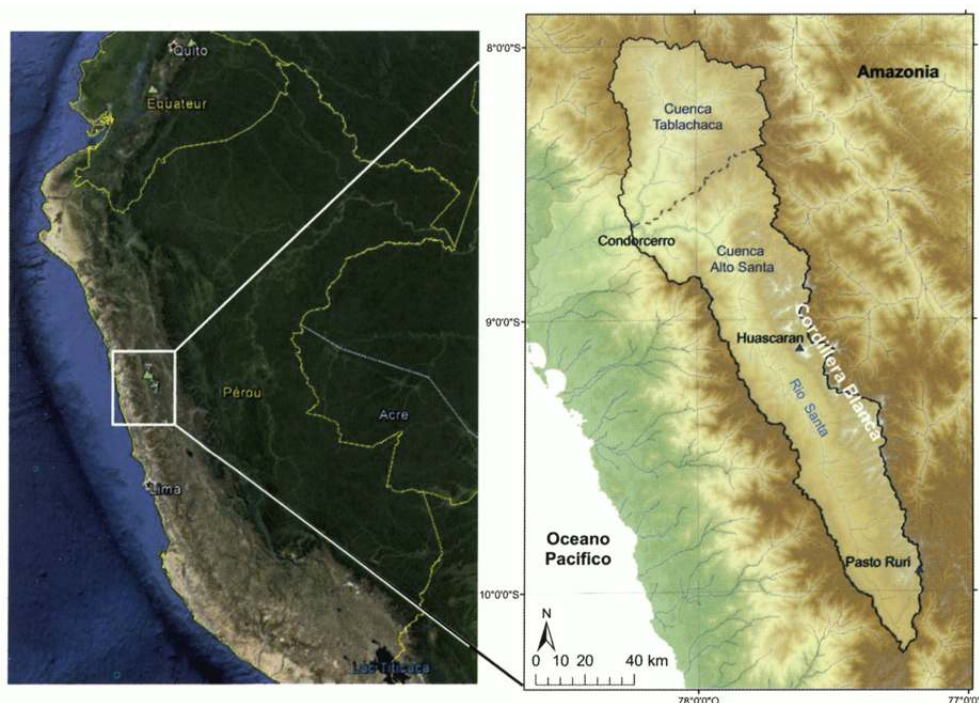 Quito
Equateur
Pérou
Acre
Lima
Lac Titicaca
8°0'0"S
9°0'0"S
10°0'0"S
Amazonia
Cuenca
Tablachaca
Condorcerro
Cuenca
Alto Santa
Huascaran
Cordillera Blanca
Rio Santa
Pasto Ruri
Oceano
Pacifico
N
0 10 20 40 km
78°0'0"O
77°0'0"O